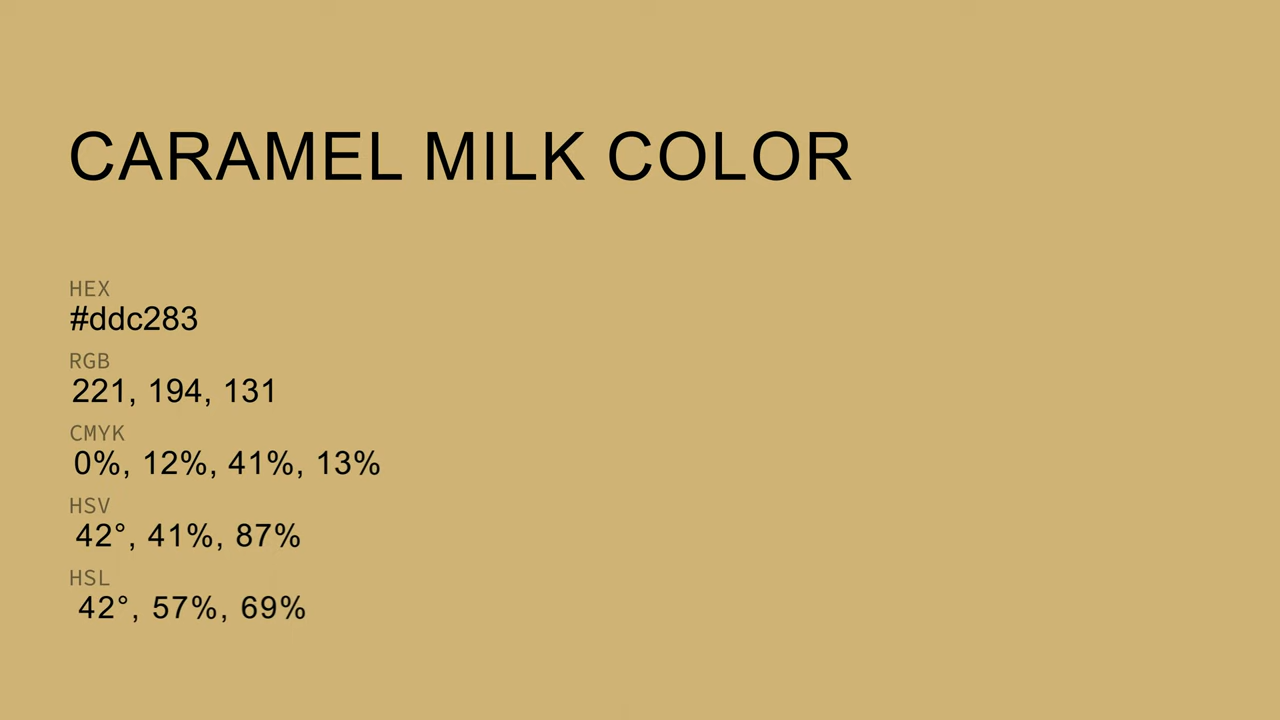 CARAMEL MILK COLOR
HEX
#ddc283
RGB
221, 194, 131
CMYK
0%, 12%, 41%, 13%
HSV
42°, 41%, 87%
HSL
42°, 57%, 69%